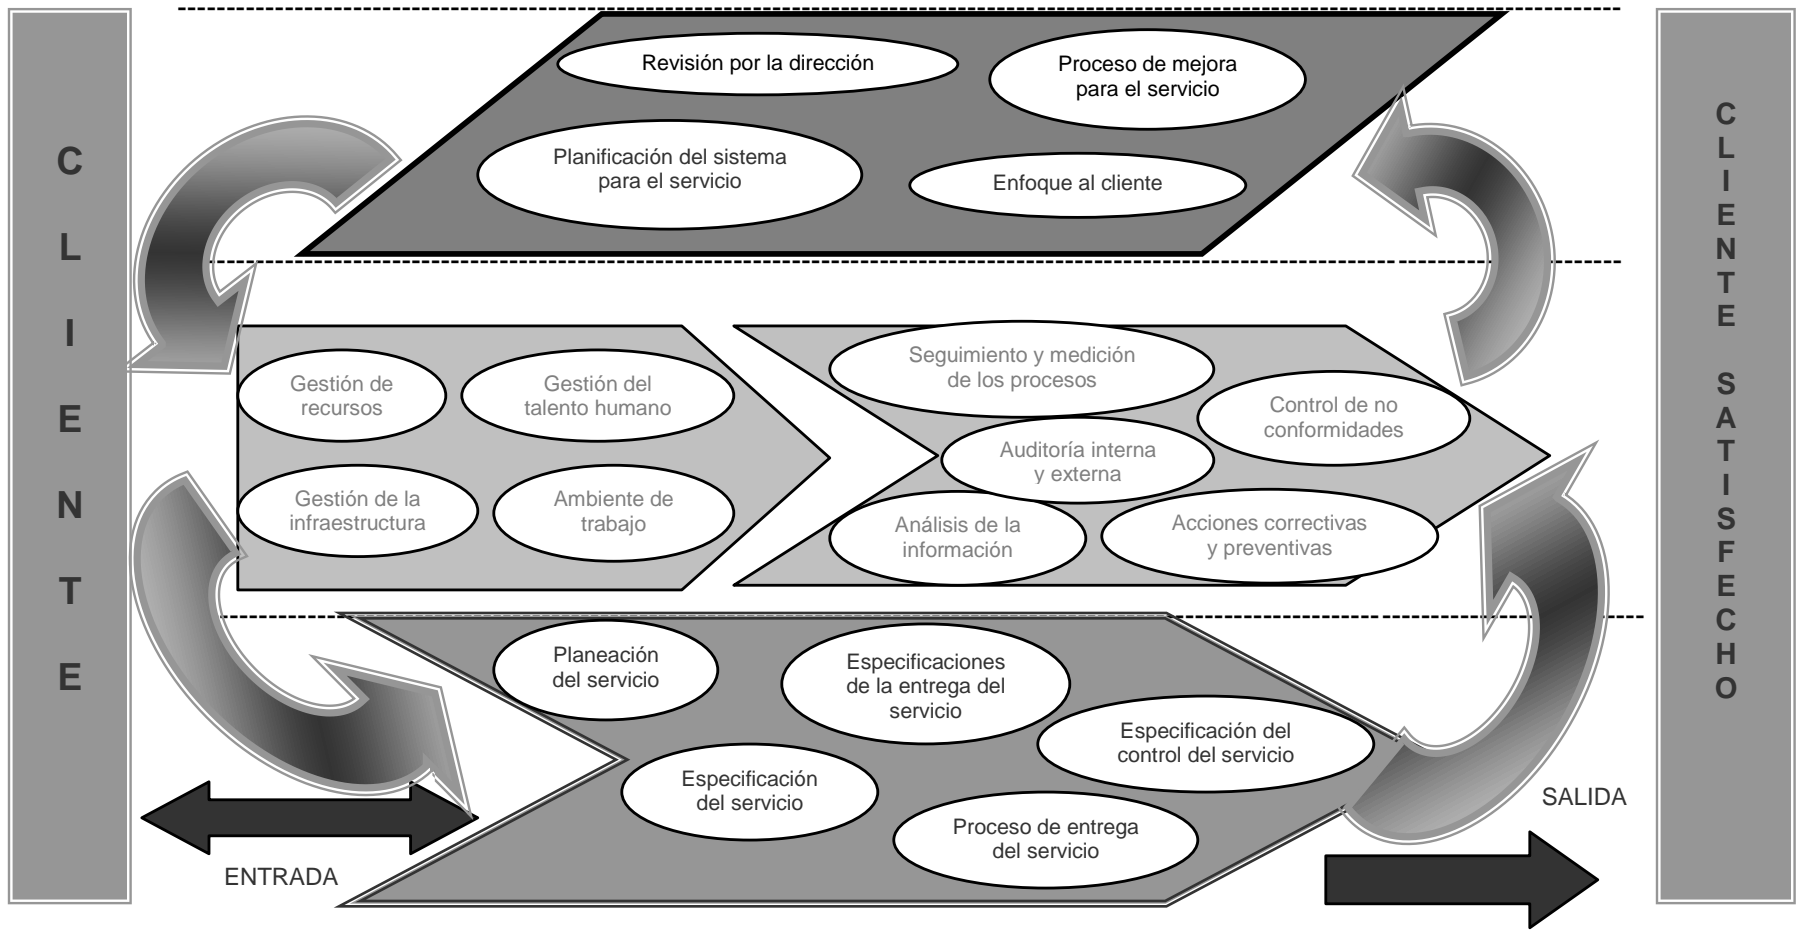 CLIENTE
Revisión por la dirección
Proceso de mejora
para el servicio
Planificación del sistema
para el servicio
Enfoque al cliente
Gestión de
recursos
Gestión del
talento humano
Gestión de la
infraestructura
Ambiente de
trabajo
Seguimiento y medición
de los procesos
Control de no
conformidades
Auditoría interna
y externa
Análisis de la
información
Acciones correctivas
y preventivas
Planeación
del servicio
Especificaciones
de la entrega del
servicio
Especificación del
control del servicio
Especificación
del servicio
Proceso de entrega
del servicio
ENTRADA
SALIDA
CLIENTE SATISFECHO